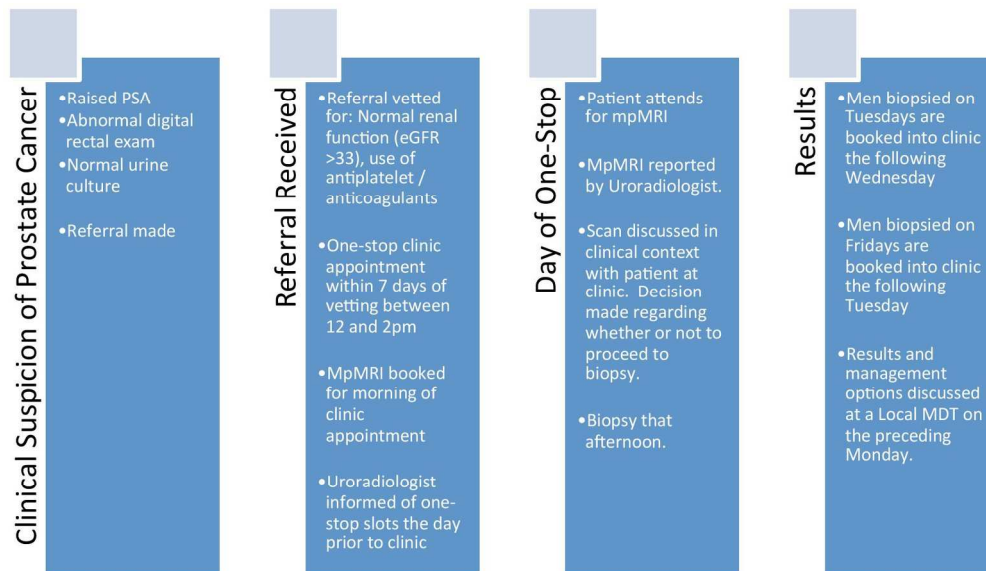 Clinical Suspicion of Prostate Cancer
•Raised PSA
•Abnormal digital
rectal exam
•Normal urine
culture
•Referral made
Referral Received
•Referral vetted
for: Normal renal
function (eGFR
>33), use of
antiplatelet /
anticoagulants
•One-stop clinic
appointment
within 7 days of
vetting between
12 and 2pm
•MpMRI booked
for morning of
clinic
appointment
•Uroradiologist
informed of one-
stop slots the day
prior to clinic
Day of One-Stop
•Patient attends
for mpMRI
•MpMRI reported
by Uroradiologist.
•Scan discussed in
clinical context
with patient at
clinic. Decision
made regarding
whether or not to
proceed to
biopsy.
•Biopsy that
afternoon.
Results
•Men biopsied on
Tuesdays are
booked into clinic
the following
Wednesday
•Men biopsied on
Fridays are
booked into clinic
the following
Tuesday
•Results and
management
options discussed
at a Local MDT on
the preceding
Monday.